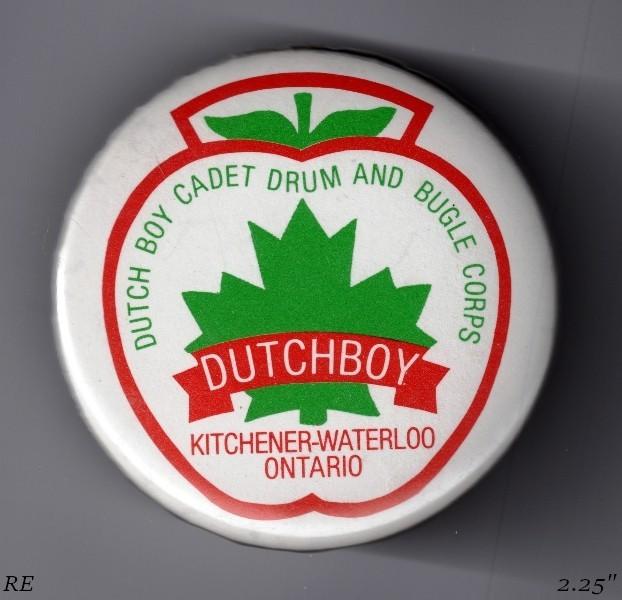 DUTCH BOY CADET DRUM AND BUGLE CORPS
DUTCHBOY
KITCHENER-WATERLOO
ONTARIO
RE
2.25"